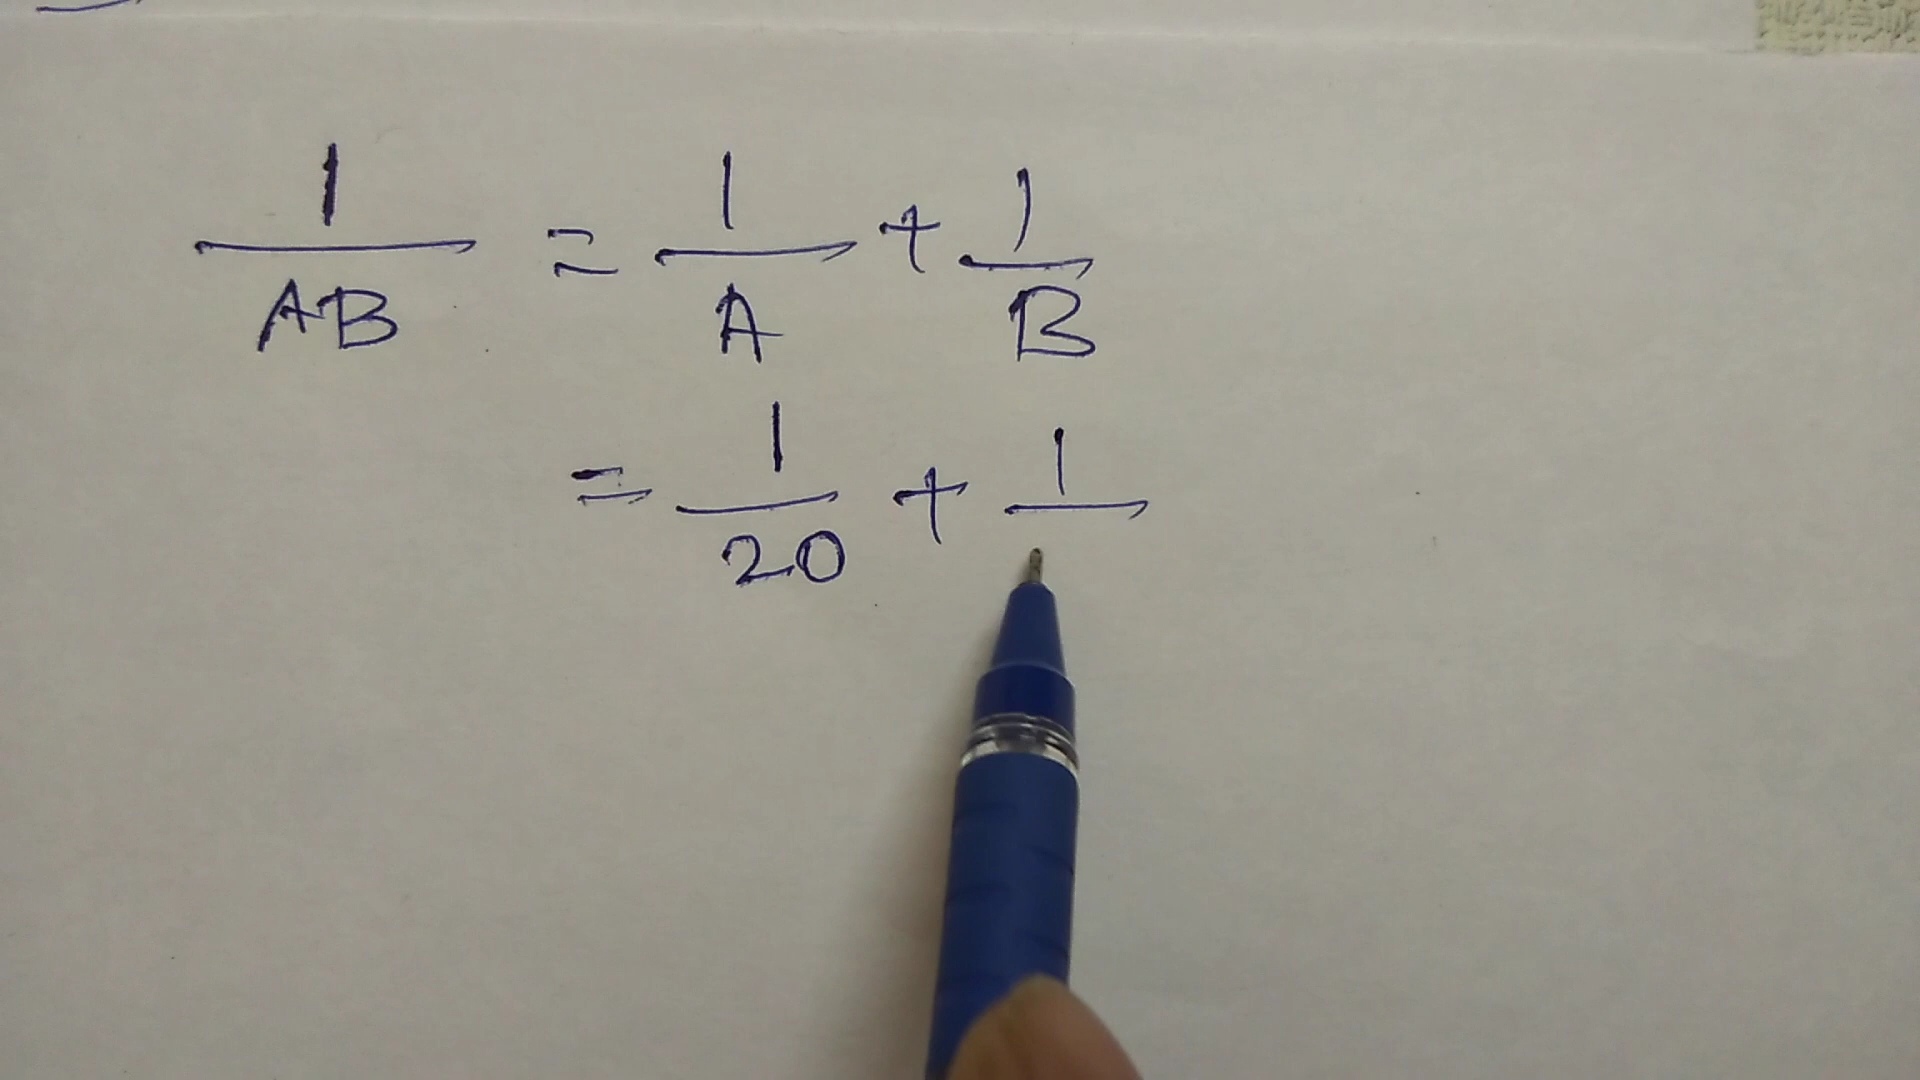 1/AB = 1/A + 1/B
= 1/20 + 1/